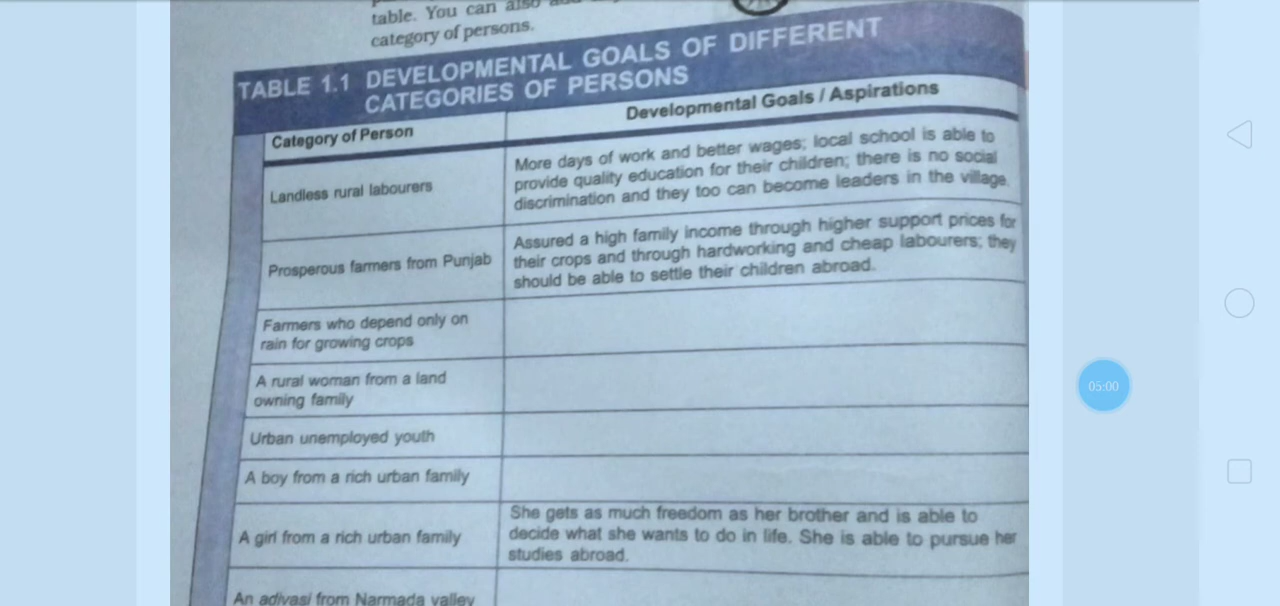 table. You can also
category of persons.
TABLE 1.1 DEVELOPMENTAL GOALS OF DIFFERENT
CATEGORIES OF PERSONS
Category of Person
Developmental Goals / Aspirations
Landless rural labourers
More days of work and better wages; local school is able to
provide quality education for their children; there is no social
discrimination and they too can become leaders in the village.
Prosperous farmers from Punjab
Assured a high family income through higher support prices for
their crops and through hardworking and cheap labourers; they
should be able to settle their children abroad.
Farmers who depend only on
rain for growing crops
A rural woman from a land
owning family
Urban unemployed youth
A boy from a rich urban family
A girl from a rich urban family
She gets as much freedom as her brother and is able to
decide what she wants to do in life. She is able to pursue her
studies abroad.
An adivasi from Narmada valley
05:00